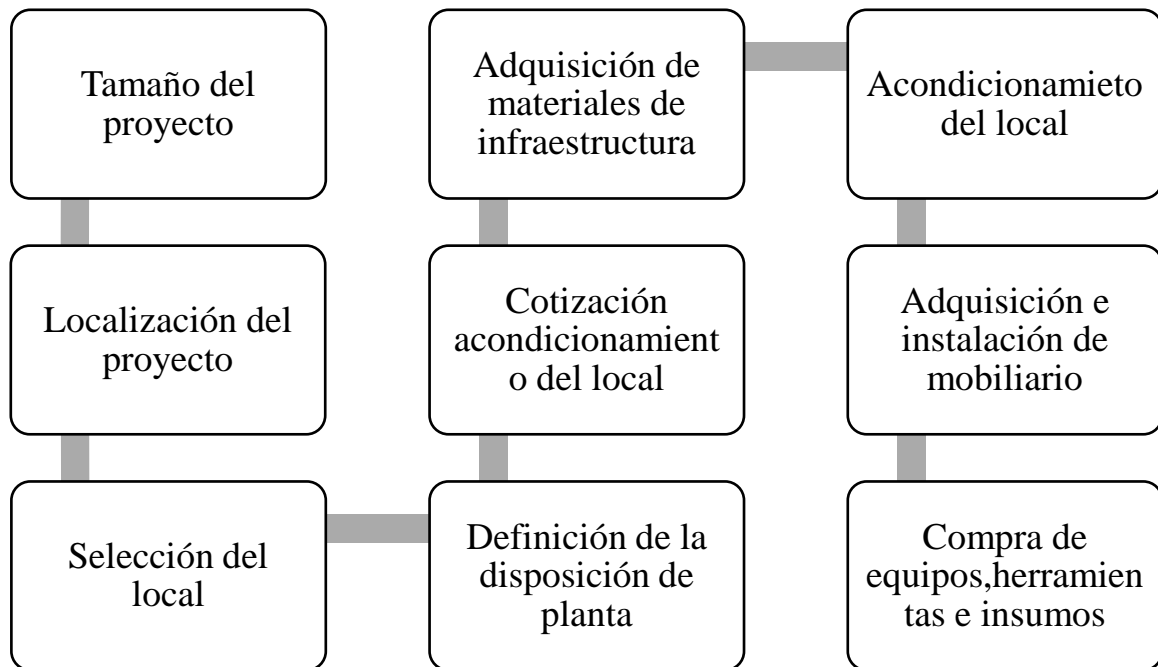 Tamaño del
proyecto
Localización del
proyecto
Selección del
local
Definición de la
disposición de
planta
Cotización
acondicionamient
o del local
Adquisición de
materiales de
infraestructura
Acondicionamieto
del local
Adquisición e
instalación de
mobiliario
Compra de
equipos,herramien
tas e insumos